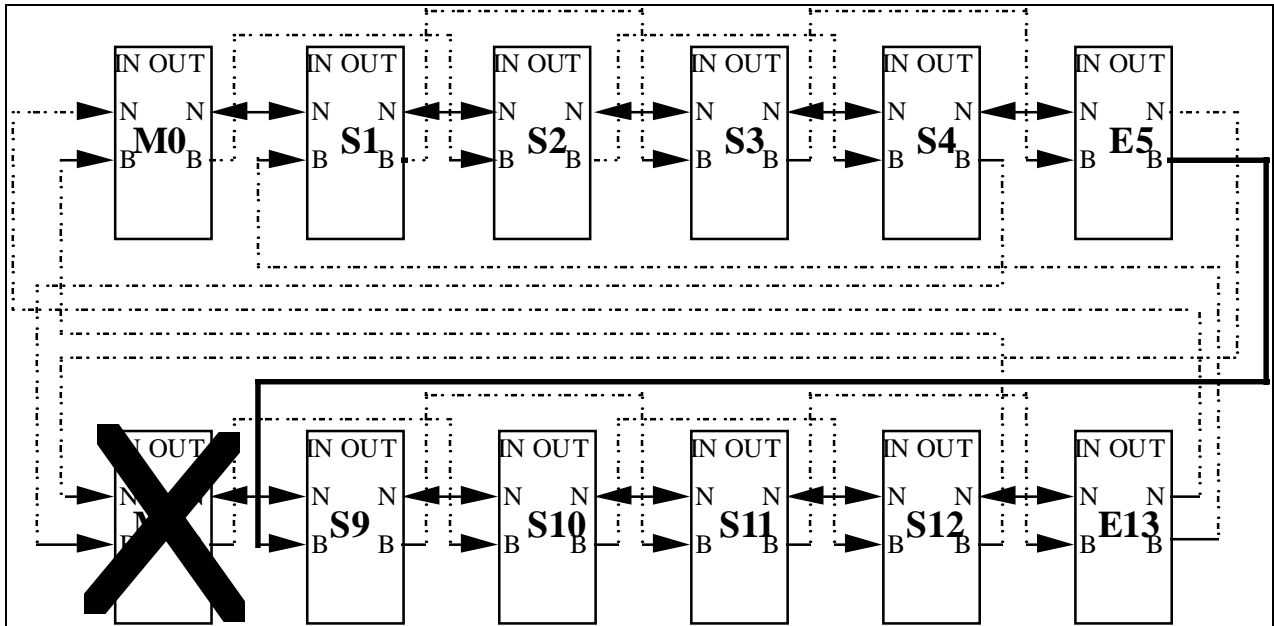 IN OUT IN OUT IN OUT IN OUT IN OUT IN OUT
N N N N N N N N N N N N
M0 S1 S2 S3 S4 E5
B B B B B B B B B B B B
OUT IN OUT IN OUT IN OUT IN OUT IN OUT
N N N N N N N N N N N N
S9 S10 S11 S12 E13
B B B B B B B B B B B